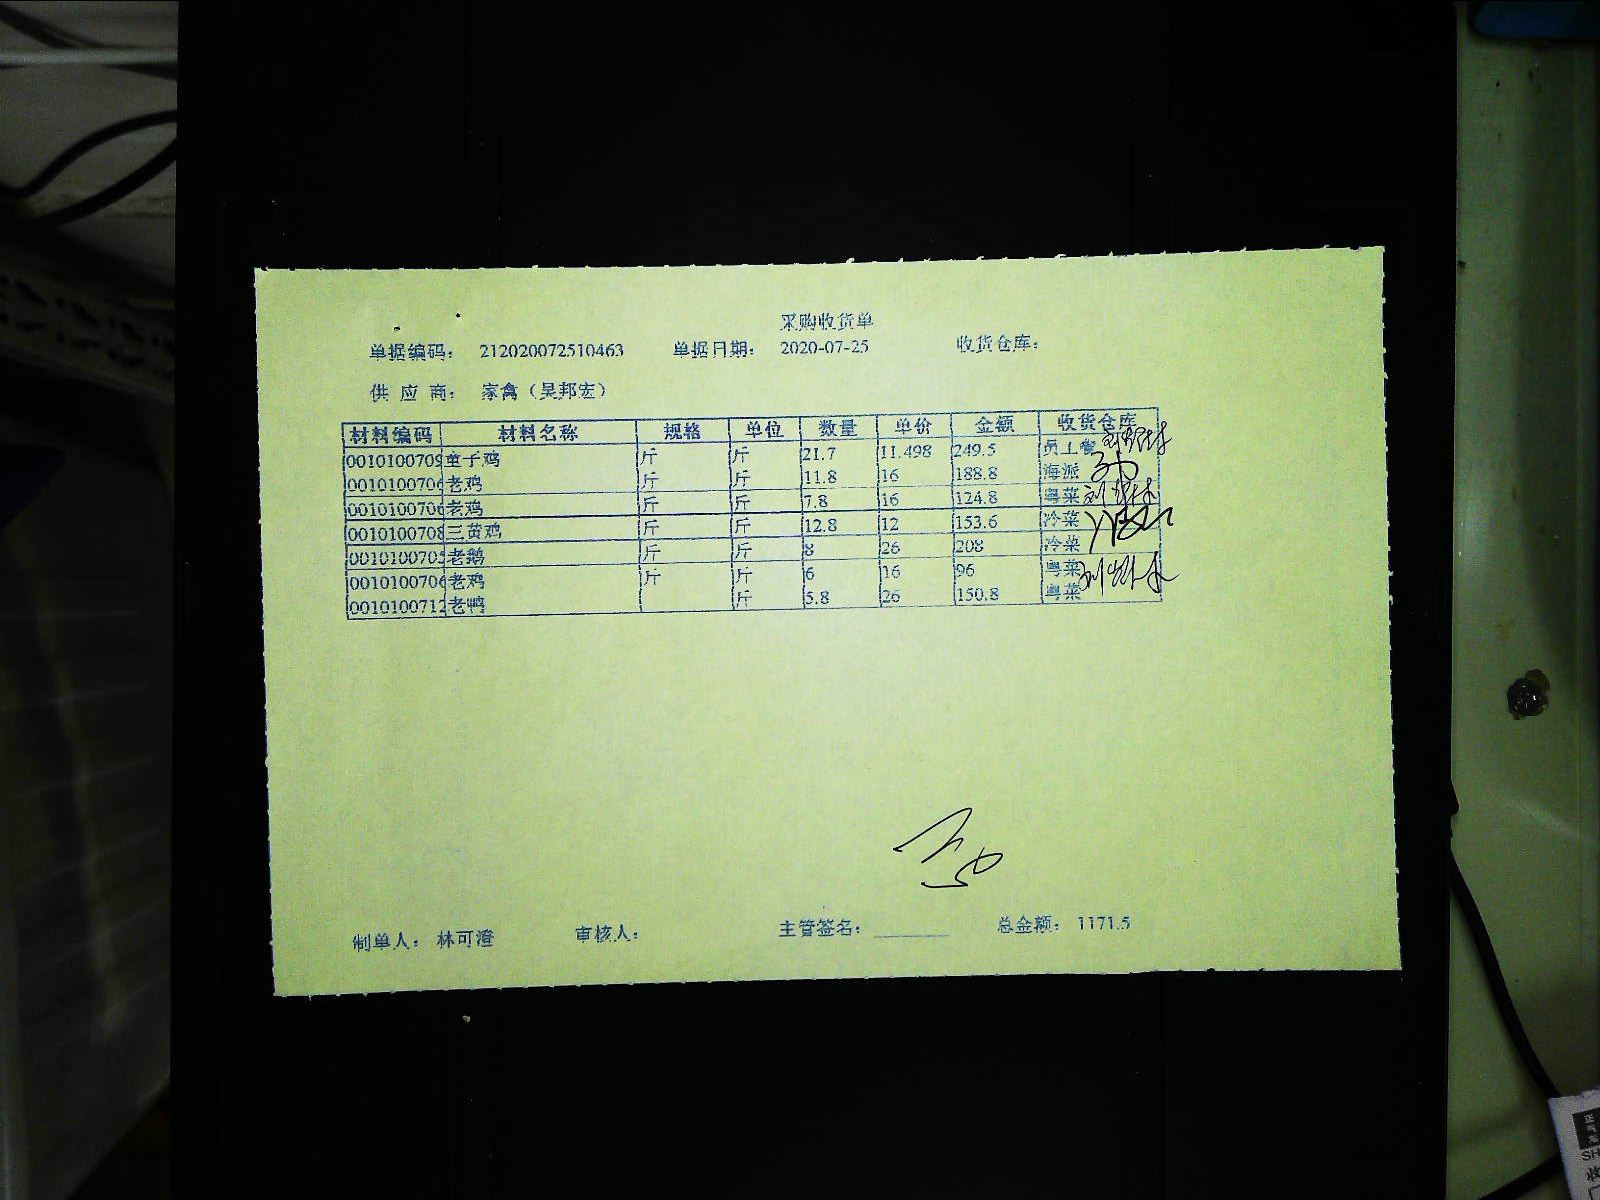 采购收货单
单据编码： 212020072510463 单据日期： 2020-07-25 收货仓库：
供 应 商： 家禽（吴邦宏）
材料编码 材料名称 规格 单位 数量 单价 金额 收货仓库
0010100709 童子鸡 斤 斤 21.7 11.498 249.5 员工餐
0010100706 老鸡 斤 斤 11.8 16 188.8 海派
0010100706 老鸡 斤 斤 7.8 16 124.8 粤菜
0010100708 三黄鸡 斤 斤 12.8 12 153.6 冷菜
0010100705 老鹅 斤 斤 8 26 208 冷菜
0010100706 老鸡 斤 斤 6 16 96 粤菜
0010100712 老鸭 斤 5.8 26 150.8 粤菜
制单人： 林可澄 审核人： 主管签名： 总金额： 1171.5